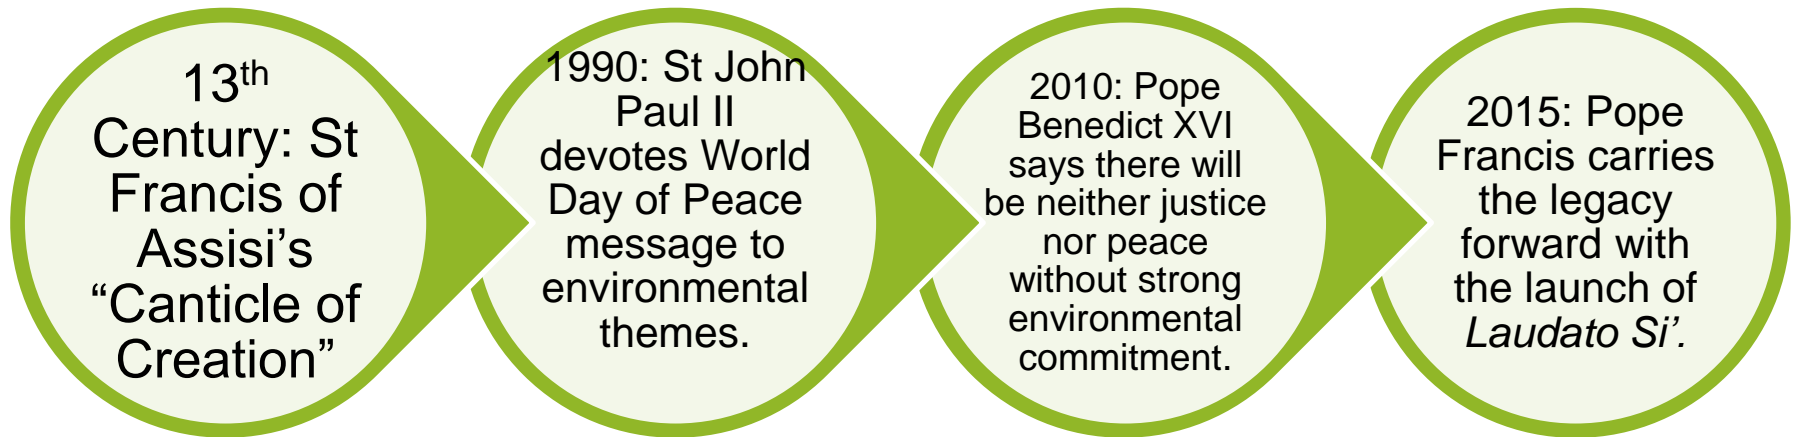 13th
Century: St
Francis of
Assisi’s
“Canticle of
Creation”
1990: St John
Paul II
devotes World
Day of Peace
message to
environmental
themes.
2010: Pope
Benedict XVI
says there will
be neither justice
nor peace
without strong
environmental
commitment.
2015: Pope
Francis carries
the legacy
forward with
the launch of
Laudato Si’.